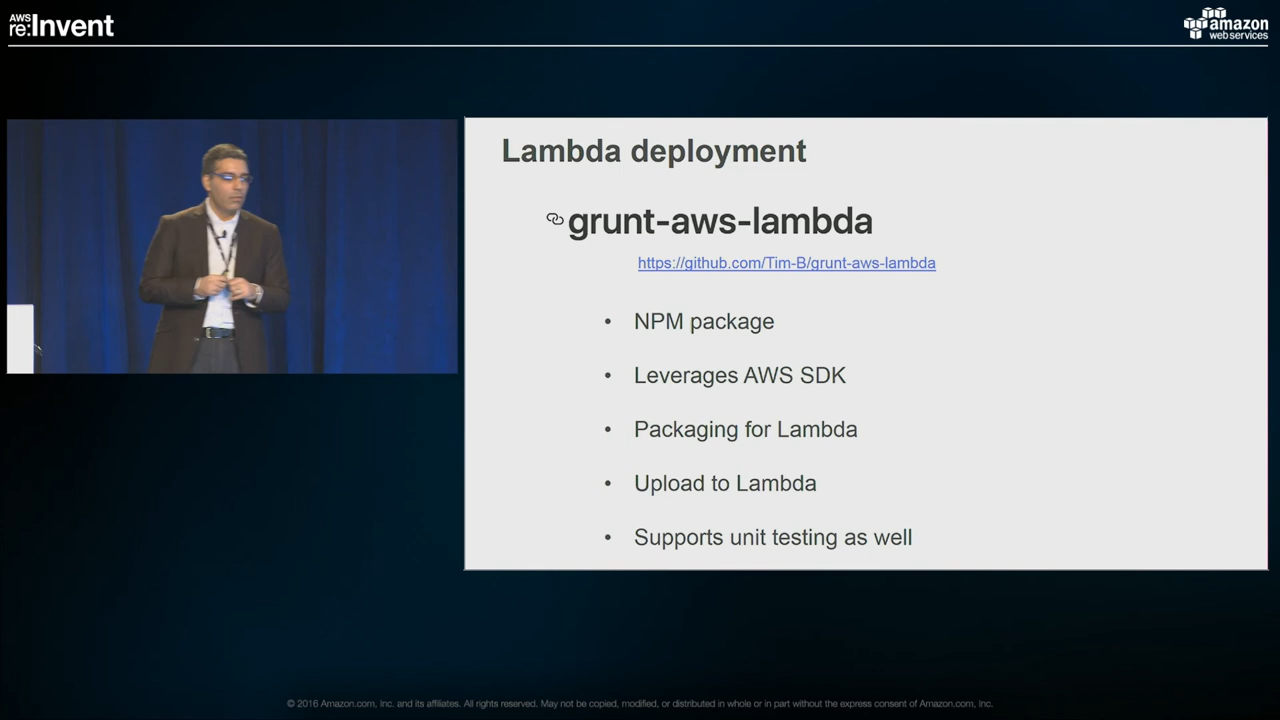 AWS
re:Invent
amazon
web services
Lambda deployment
grunt-aws-lambda
https://github.com/Tim-B/grunt-aws-lambda
• NPM package
• Leverages AWS SDK
• Packaging for Lambda
• Upload to Lambda
• Supports unit testing as well
© 2016 Amazon.com, Inc. and its affiliates. All rights reserved. May not be copied, modified, or distributed in whole or in part without the express consent of Amazon.com, Inc.